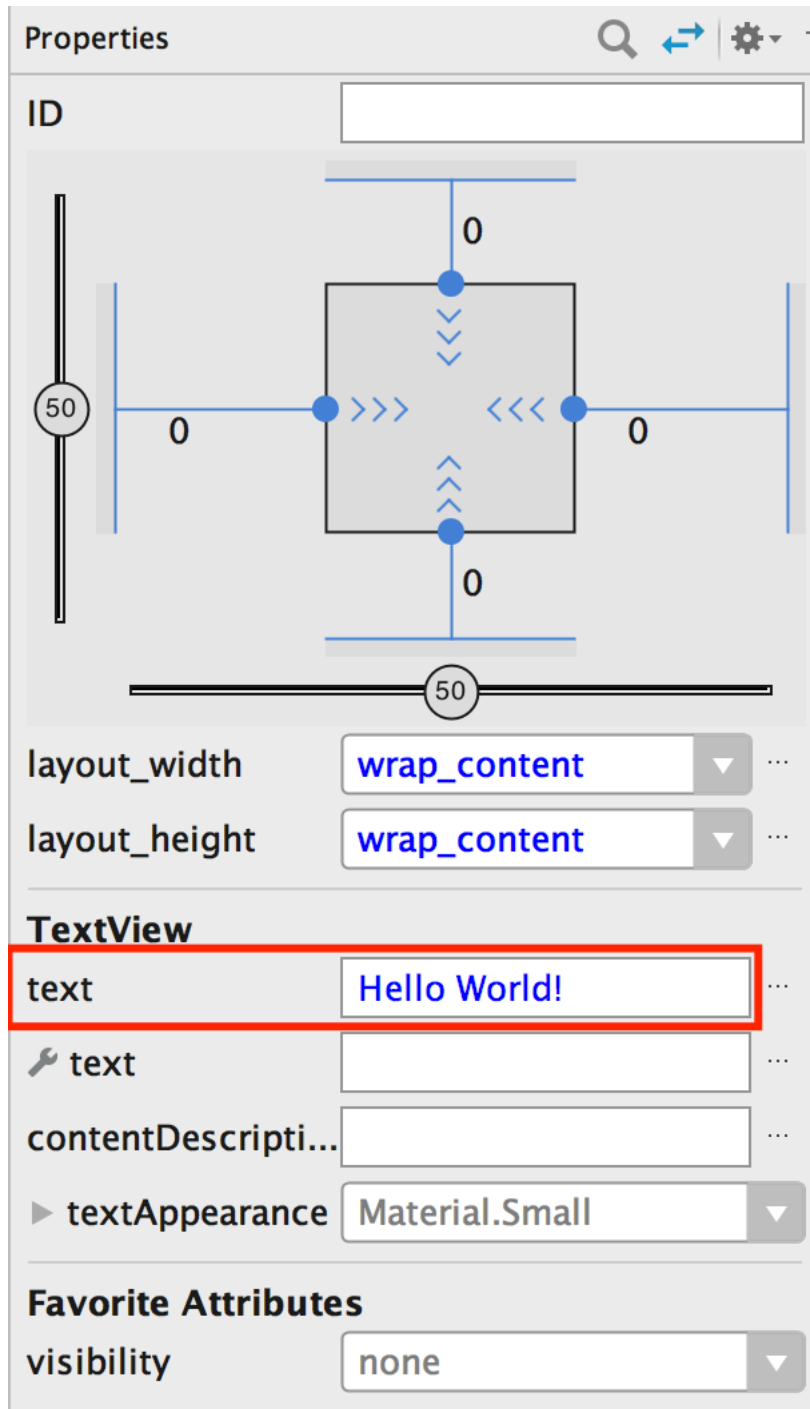 Properties
ID
0
50
0
0
0
50
layout_width wrap_content ...
layout_height wrap_content ...
TextView
text Hello World! ...
text ...
contentDescripti... ...
textAppearance Material.Small
Favorite Attributes
visibility none